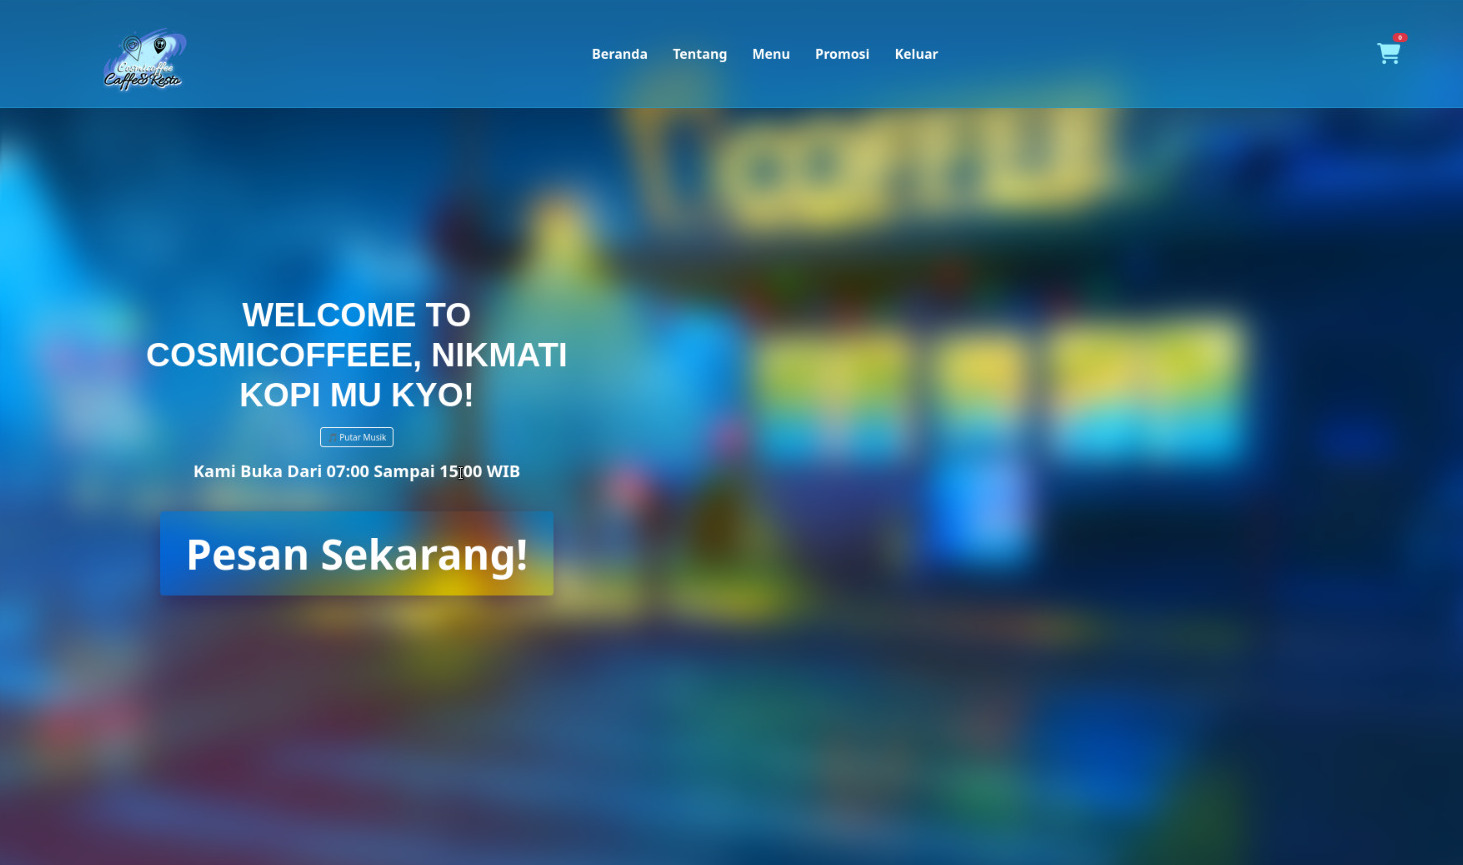 Cosmicoffee
Caffe&Resto
Beranda
Tentang
Menu
Promosi
Keluar
0
WELCOME TO
COSMICOFFEEE, NIKMATI
KOPI MU KYO!
Putar Musik
Kami Buka Dari 07:00 Sampai 15:00 WIB
Pesan Sekarang!